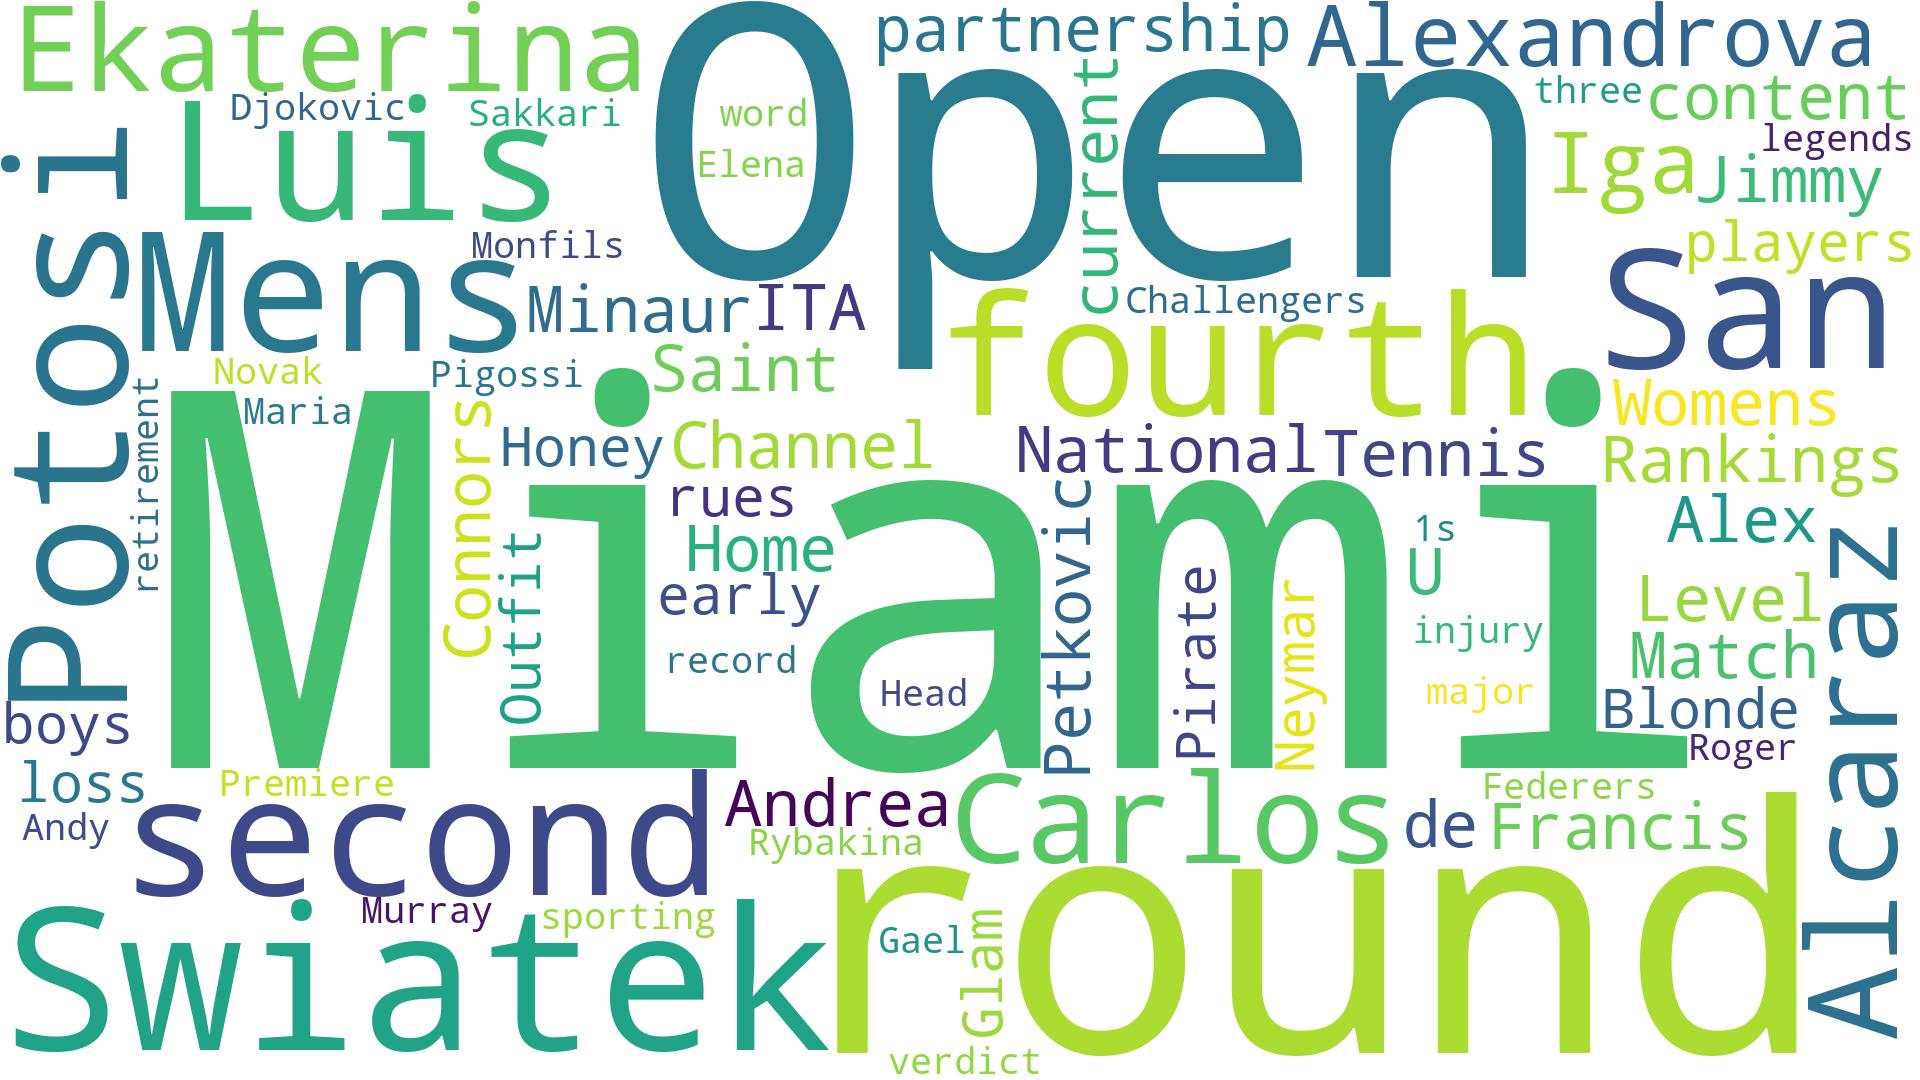 Ekaterina
Open
partnership
Alexandrova
Djokovic
Sakkari
word
current
three
content
Luis
Elena
Iga
legends
Jimmy
Potosi
Mens
Monfils
players
San
Minaur
ITA
Challengers
fourth
Novak
Pigossi
Saint
Maria
retirement
Womens
Miami
Connors
Honey
Channel
National
Tennis
Rankings
rues
Petkovic
1s
Alex
Outfit
Home
U
Alcaraz
early
Pirate
Neymar
Level
injury
record
Match
Head
major
boys
Blonde
Roger
loss
Premiere
second
Andrea
Carlos
Federers
de
Francis
Andy
Rybakina
round
Murray
sporting
Swiatek
Gael
Glam
verdict